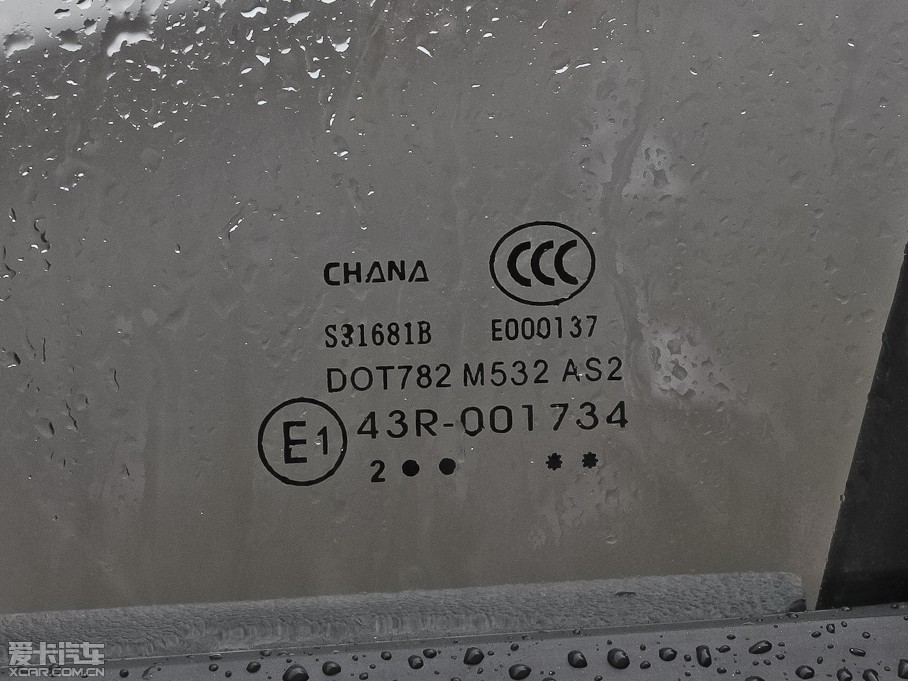 CHANA CCC
S31681B E000137
DOT782 M532 AS2
E1 43R-001734
2 ● ● ✱ ✱
爱卡汽车
XCAR.COM.CN